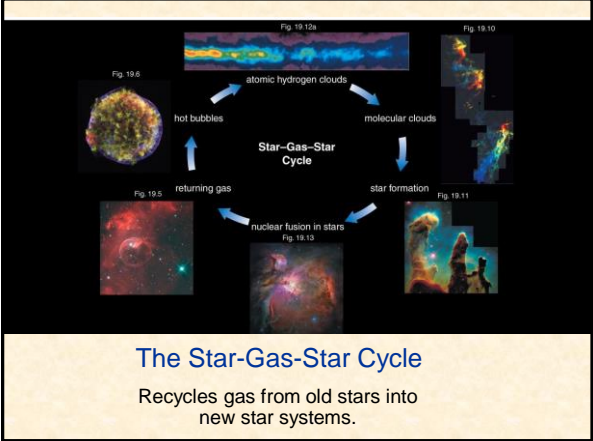 Fig. 19.12a
atomic hydrogen clouds
Fig. 19.10
molecular clouds
star formation
Fig. 19.11
nuclear fusion in stars
Fig. 19.13
returning gas
Fig. 19.5
hot bubbles
Fig. 19.6
Star–Gas–Star
Cycle
The Star-Gas-Star Cycle
Recycles gas from old stars into
new star systems.